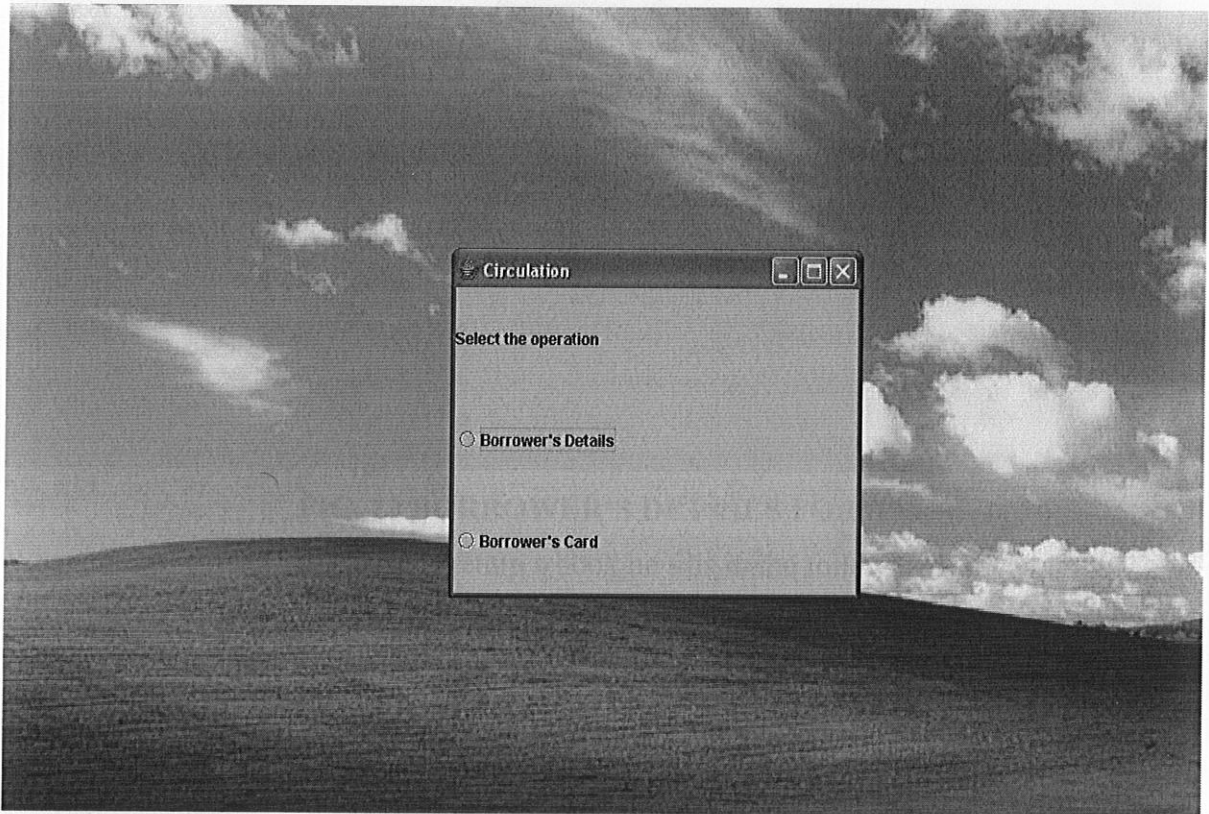 Circulation
Select the operation
Borrower's Details
Borrower's Card